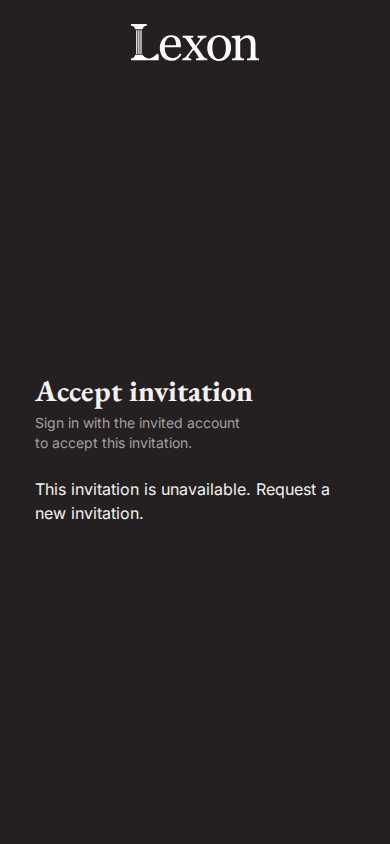 Lexon
Accept invitation
Sign in with the invited account
to accept this invitation.
This invitation is unavailable. Request a
new invitation.